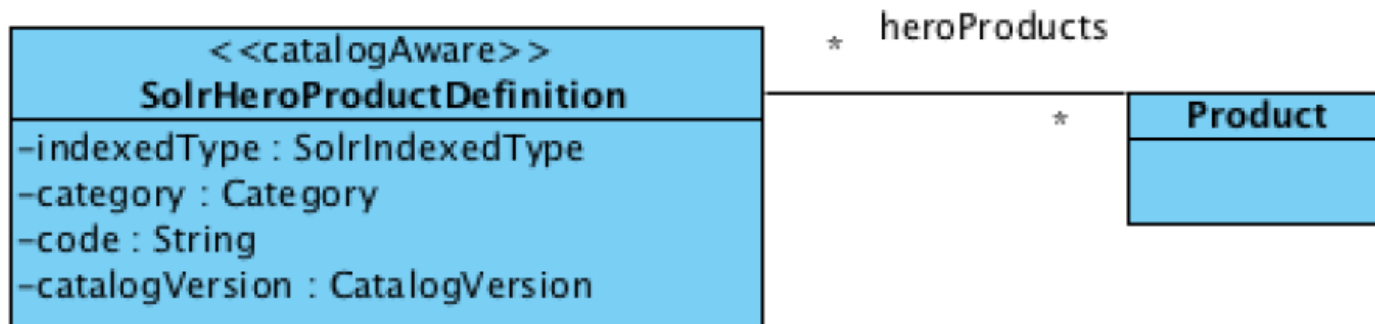 <<catalogAware>>
SolrHeroProductDefinition
-indexedType : SolrIndexedType
-category : Category
-code : String
-catalogVersion : CatalogVersion
* heroProducts
*
Product